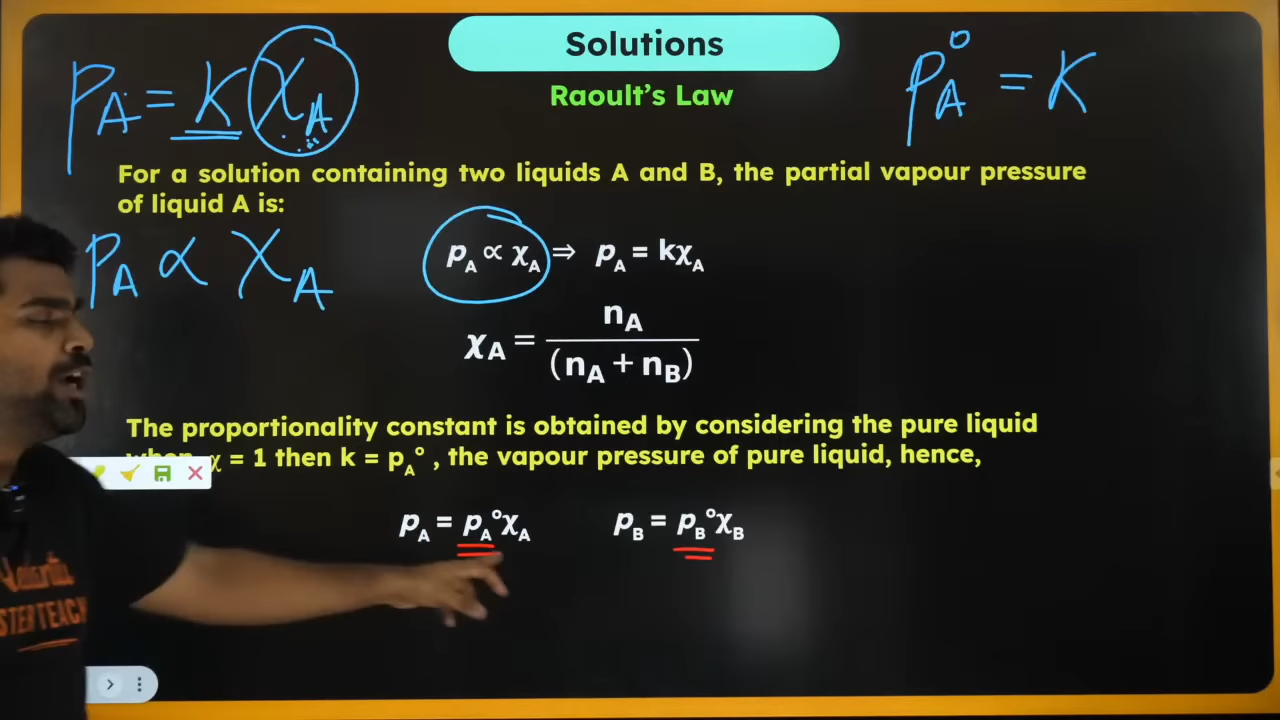 Solutions
Raoult's Law
P_A = K χ_A
P_A° = K
For a solution containing two liquids A and B, the partial vapour pressure
of liquid A is:
P_A ∝ χ_A
p_A ∝ χ_A ⇒ p_A = kχ_A
χ_A = n_A / (n_A + n_B)
The proportionality constant is obtained by considering the pure liquid
χ = 1 then k = p_A° , the vapour pressure of pure liquid, hence,
p_A = p_A°χ_A p_B = p_B°χ_B